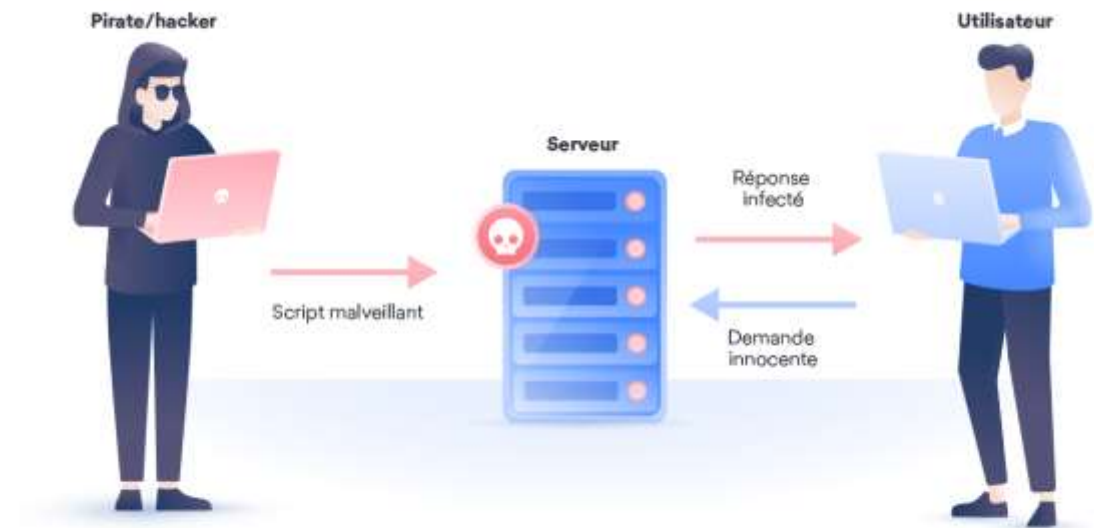 Pirate/hacker
Utilisateur
Serveur
Réponse
infecté
Script malveillant
Demande
innocente